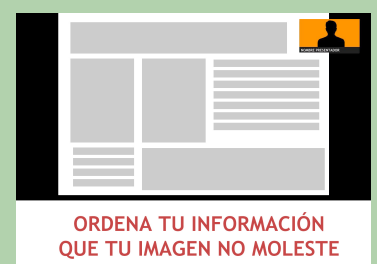 NOMBRE PRESENTADOR
ORDENA TU INFORMACIÓN
QUE TU IMAGEN NO MOLESTE